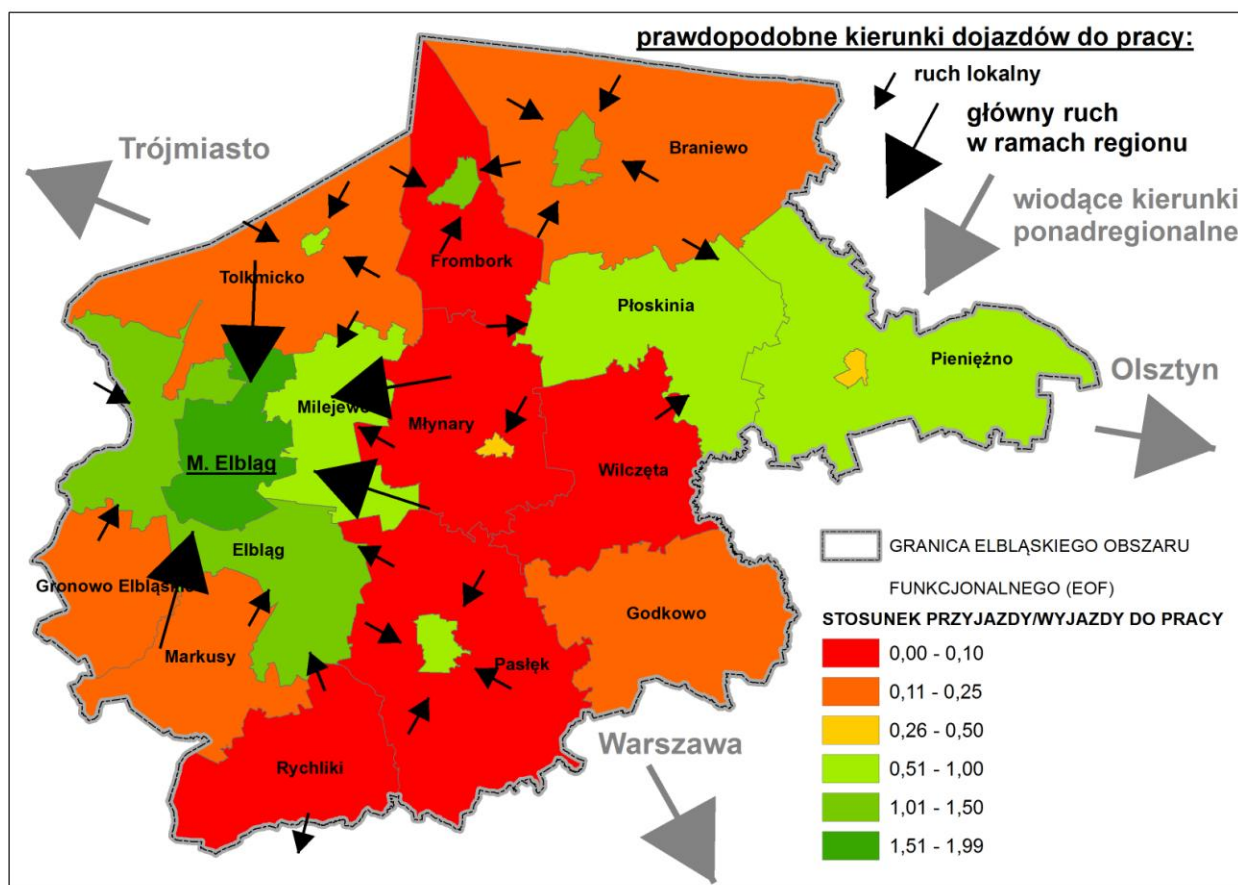 prawdopodobne kierunki dojazdów do pracy:
ruch lokalny
główny ruch
w ramach regionu
wiodące kierunki
ponadregionalne
Trójmiasto
Braniewo
Frombork
Tolkmicko
Płoskinia
Pieniężno
Olsztyn
Milejewo
Młynary
M. Elbląg
Wilczęta
Elbląg
Gronowo Elbląskie
Godkowo
Markusy
Pasłęk
Warszawa
Rychliki
GRANICA ELBLĄSKIEGO OBSZARU
FUNKCJONALNEGO (EOF)
STOSUNEK PRZYJAZDY/WYJAZDY DO PRACY
0,00 - 0,10
0,11 - 0,25
0,26 - 0,50
0,51 - 1,00
1,01 - 1,50
1,51 - 1,99